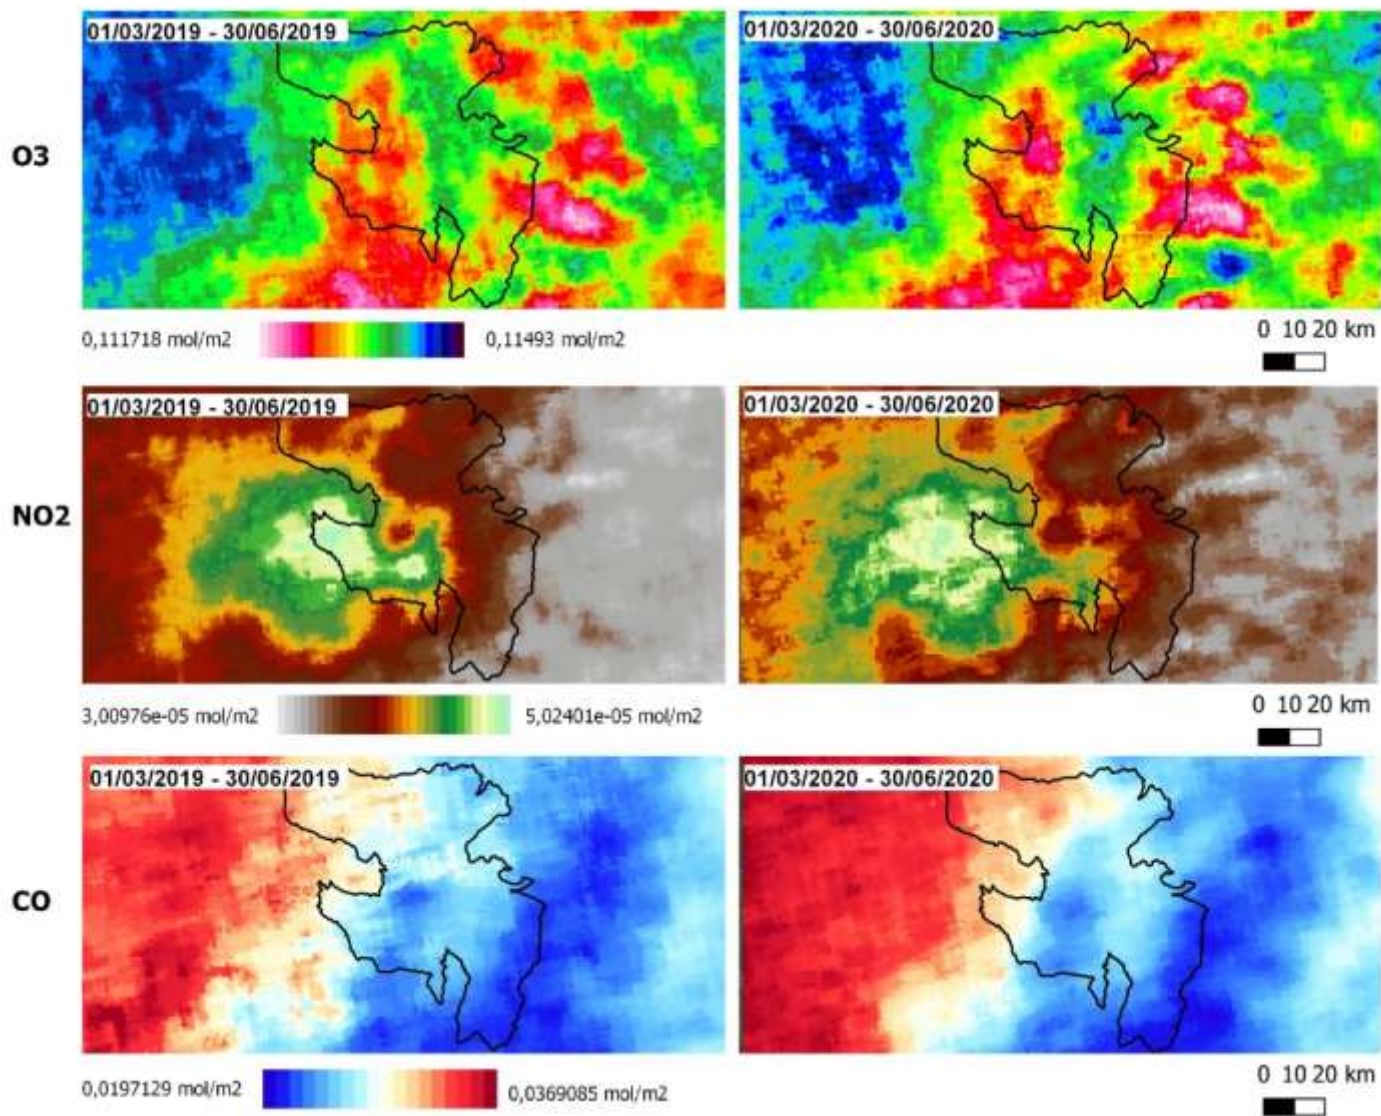 01/03/2019 - 30/06/2019
01/03/2020 - 30/06/2020
O3
0,111718 mol/m2
0,11493 mol/m2
0 10 20 km
01/03/2019 - 30/06/2019
01/03/2020 - 30/06/2020
NO2
3,00976e-05 mol/m2
5,02401e-05 mol/m2
0 10 20 km
01/03/2019 - 30/06/2019
01/03/2020 - 30/06/2020
CO
0,0197129 mol/m2
0,0369085 mol/m2
0 10 20 km